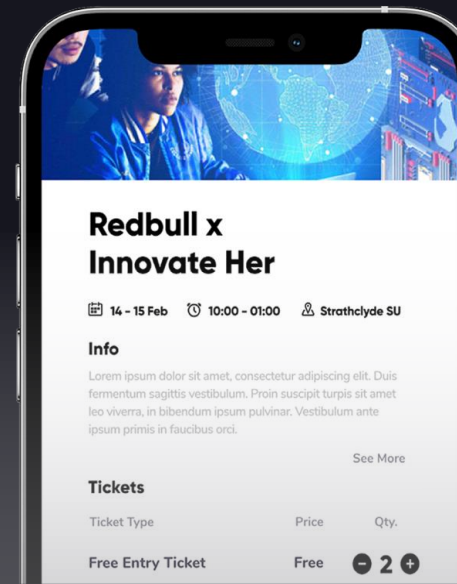 Redbull x
Innovate Her
14 - 15 Feb 10:00 - 01:00 Strathclyde SU
Info
Lorem ipsum dolor sit amet, consectetur adipiscing elit. Duis
fermentum sagittis vestibulum. Proin suscipit turpis sit amet
leo viverra, in bibendum ipsum pulvinar. Vestibulum ante
ipsum primis in faucibus orci.
See More
Tickets
Ticket Type Price Qty.
Free Entry Ticket Free - 2 +